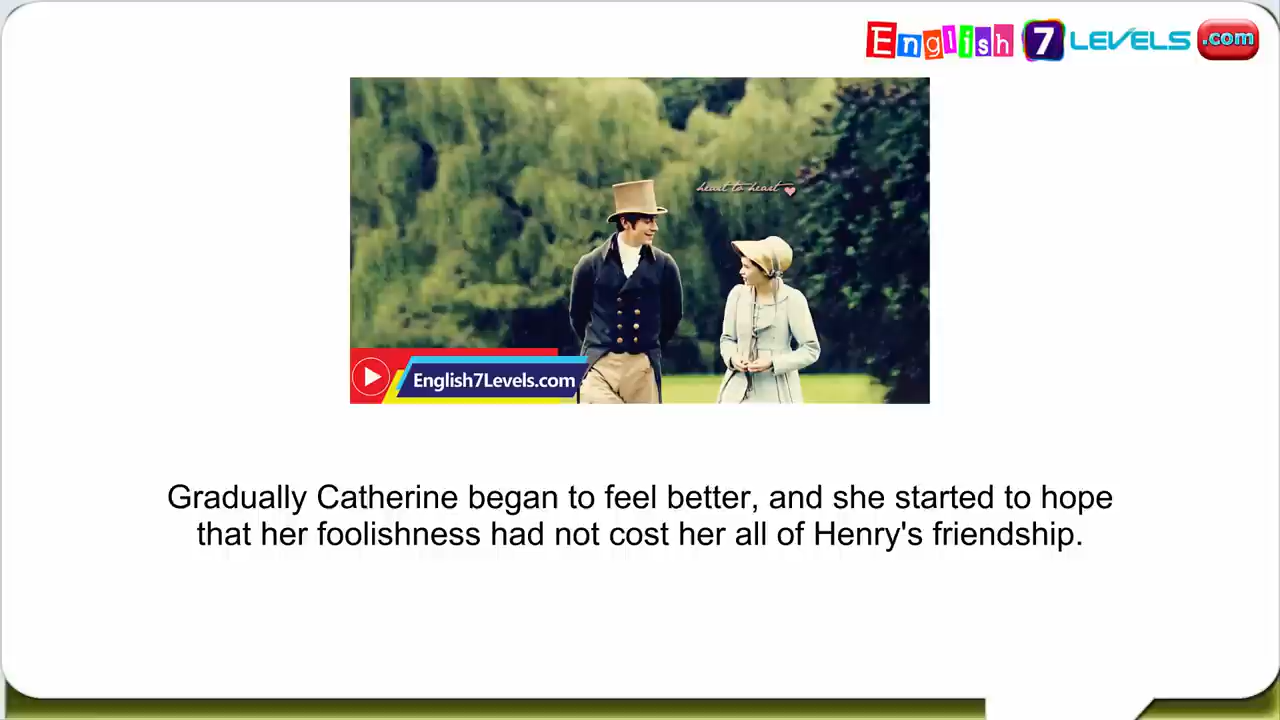 English 7 LEVELS .com
heart to heart
English7Levels.com
Gradually Catherine began to feel better, and she started to hope
that her foolishness had not cost her all of Henry's friendship.